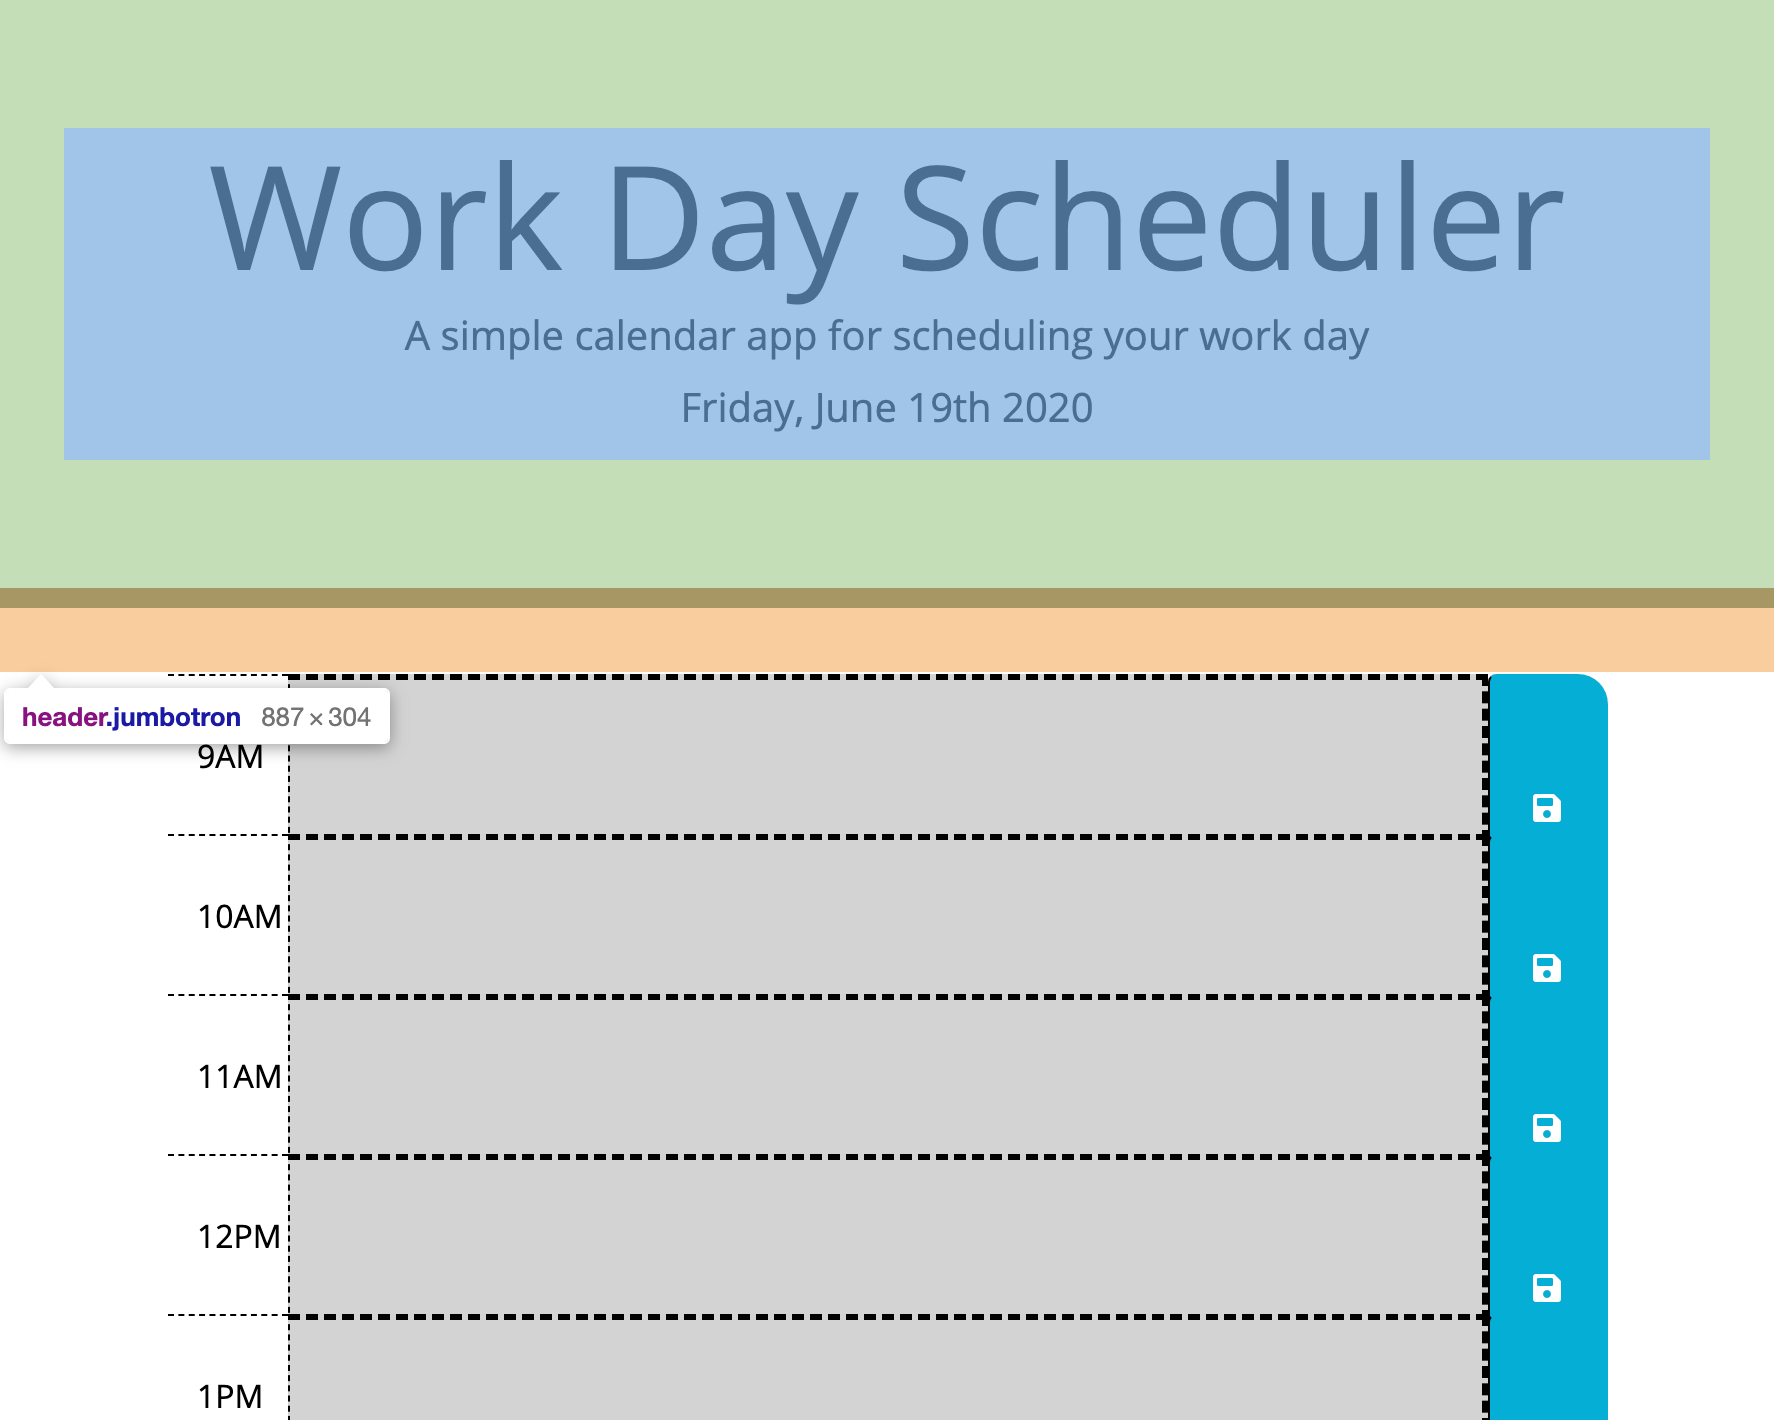 Work Day Scheduler
A simple calendar app for scheduling your work day
Friday, June 19th 2020
header.jumbotron 887 × 304
9AM
10AM
11AM
12PM
1PM